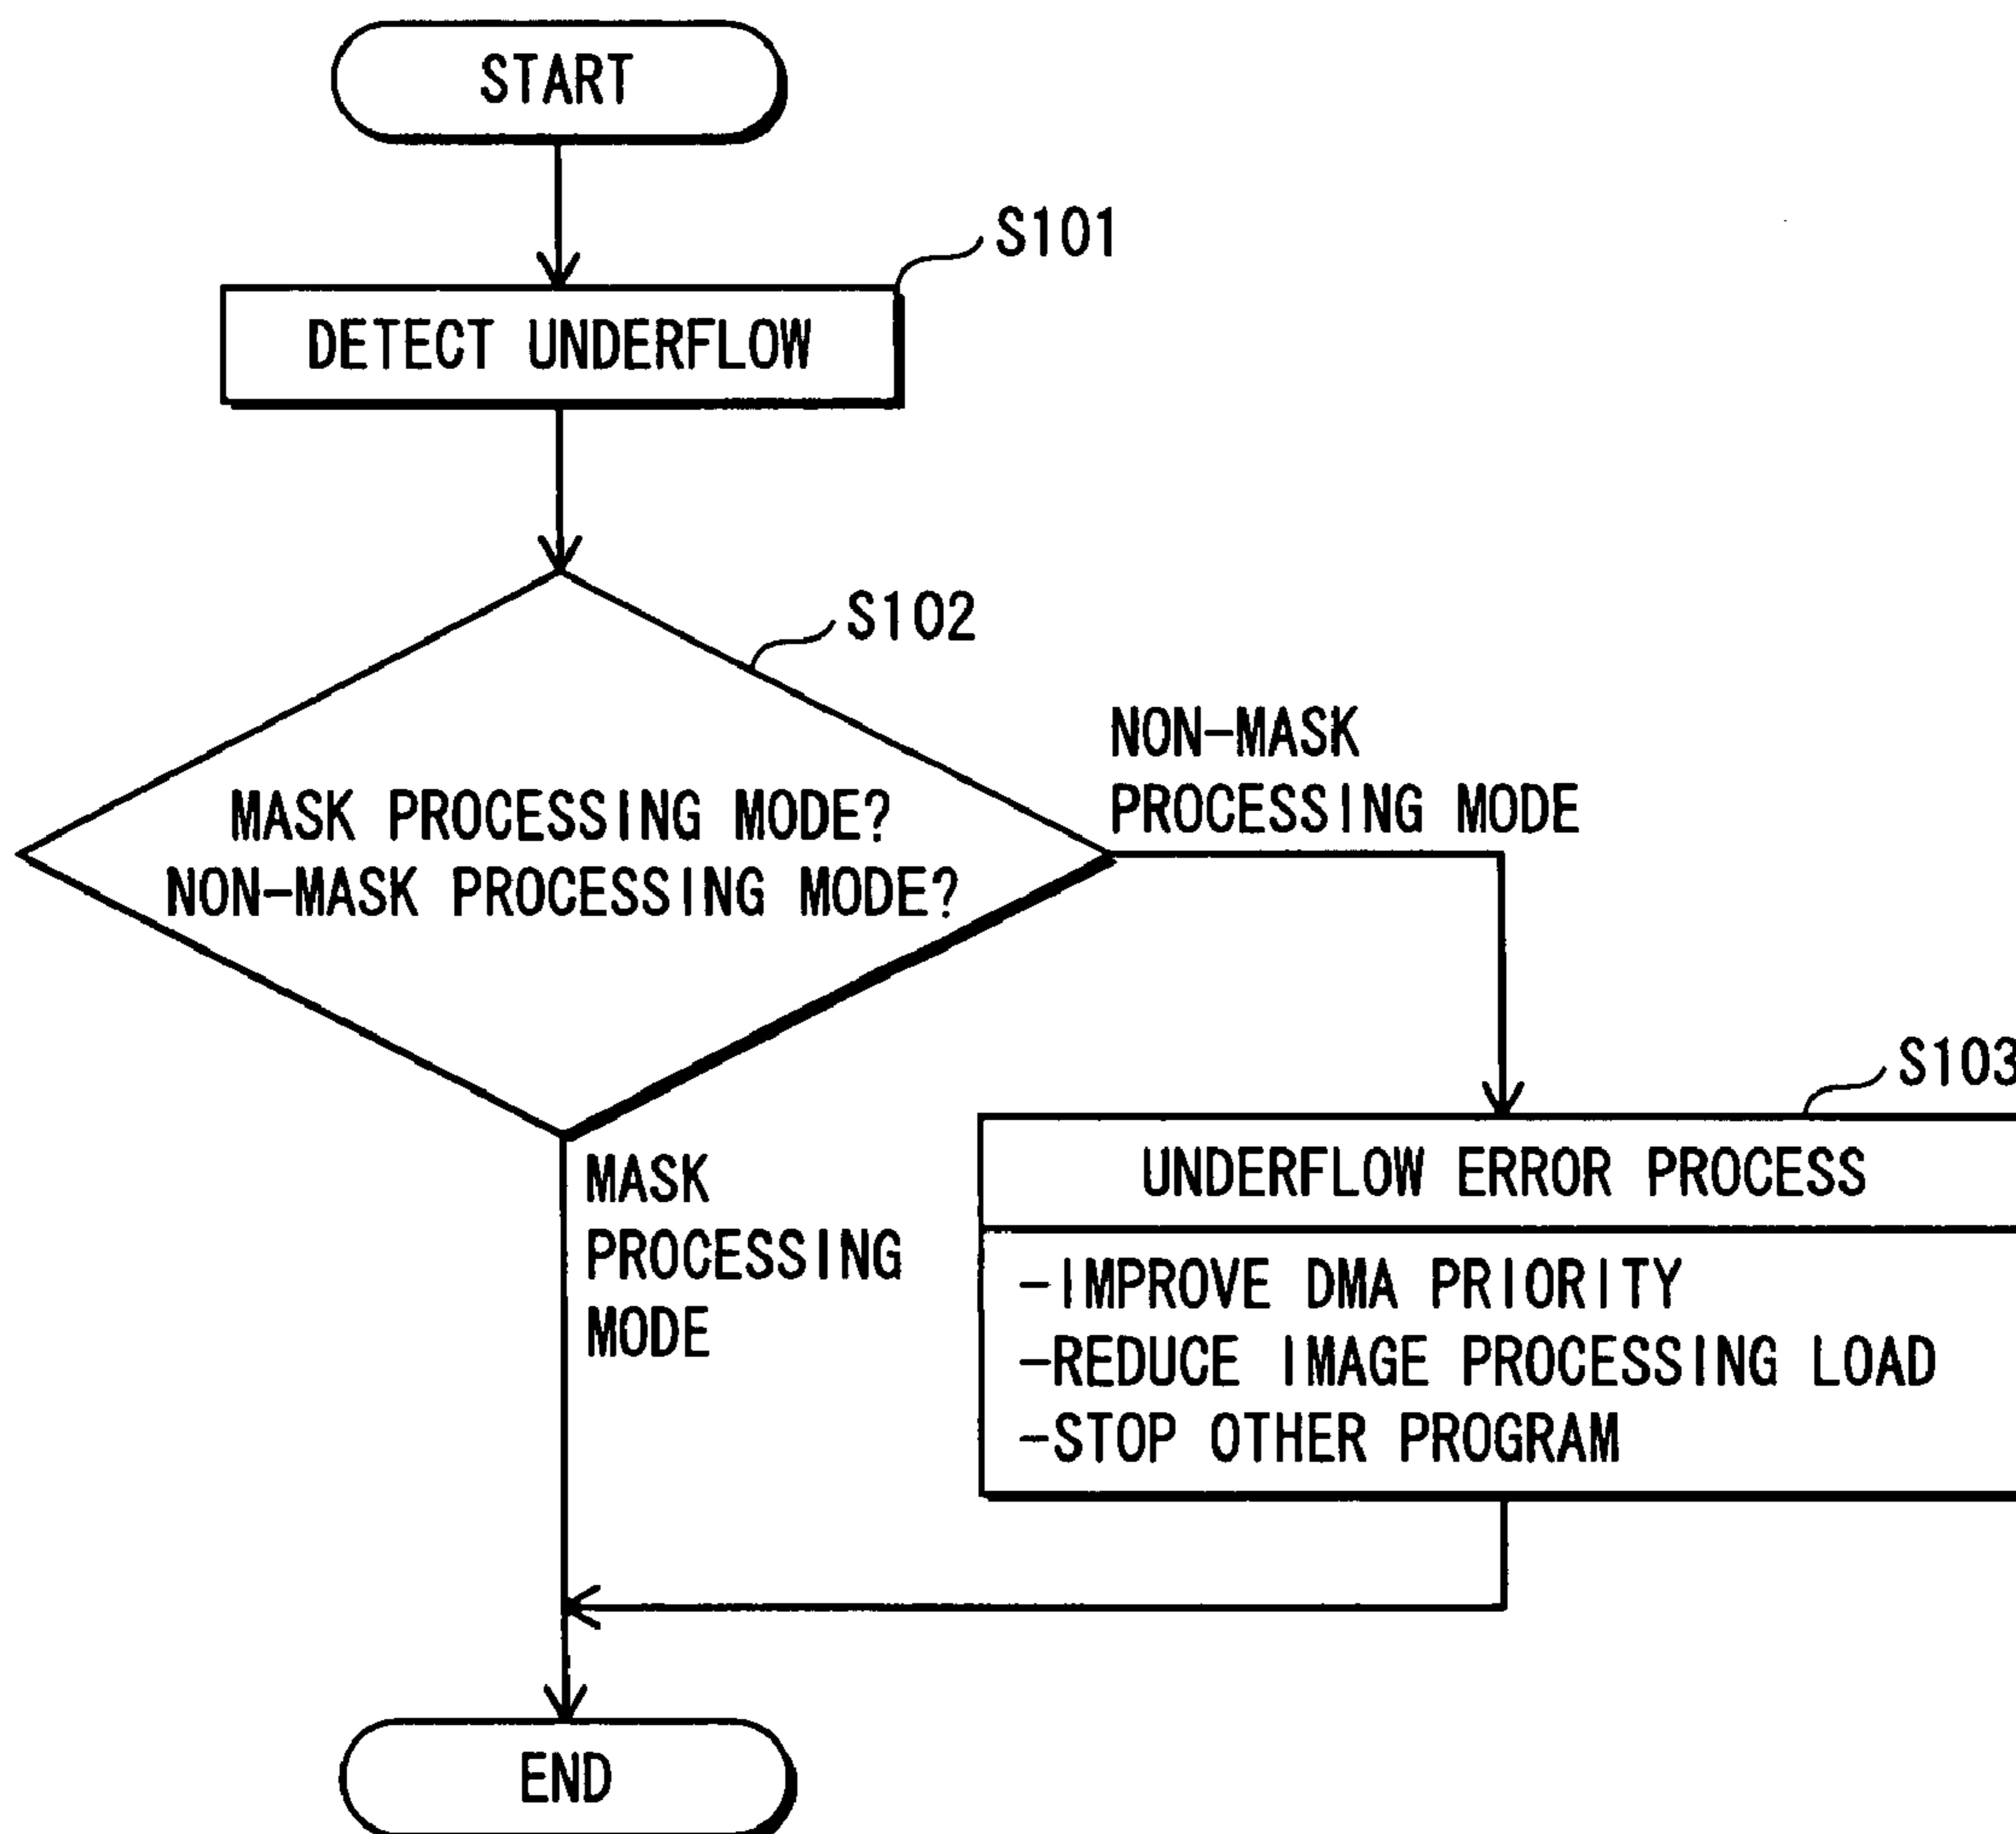 START
S101
DETECT UNDERFLOW
S102
MASK PROCESSING MODE?
NON-MASK PROCESSING MODE?
NON-MASK
PROCESSING MODE
MASK
PROCESSING
MODE
S103
UNDERFLOW ERROR PROCESS
-IMPROVE DMA PRIORITY
-REDUCE IMAGE PROCESSING LOAD
-STOP OTHER PROGRAM
END